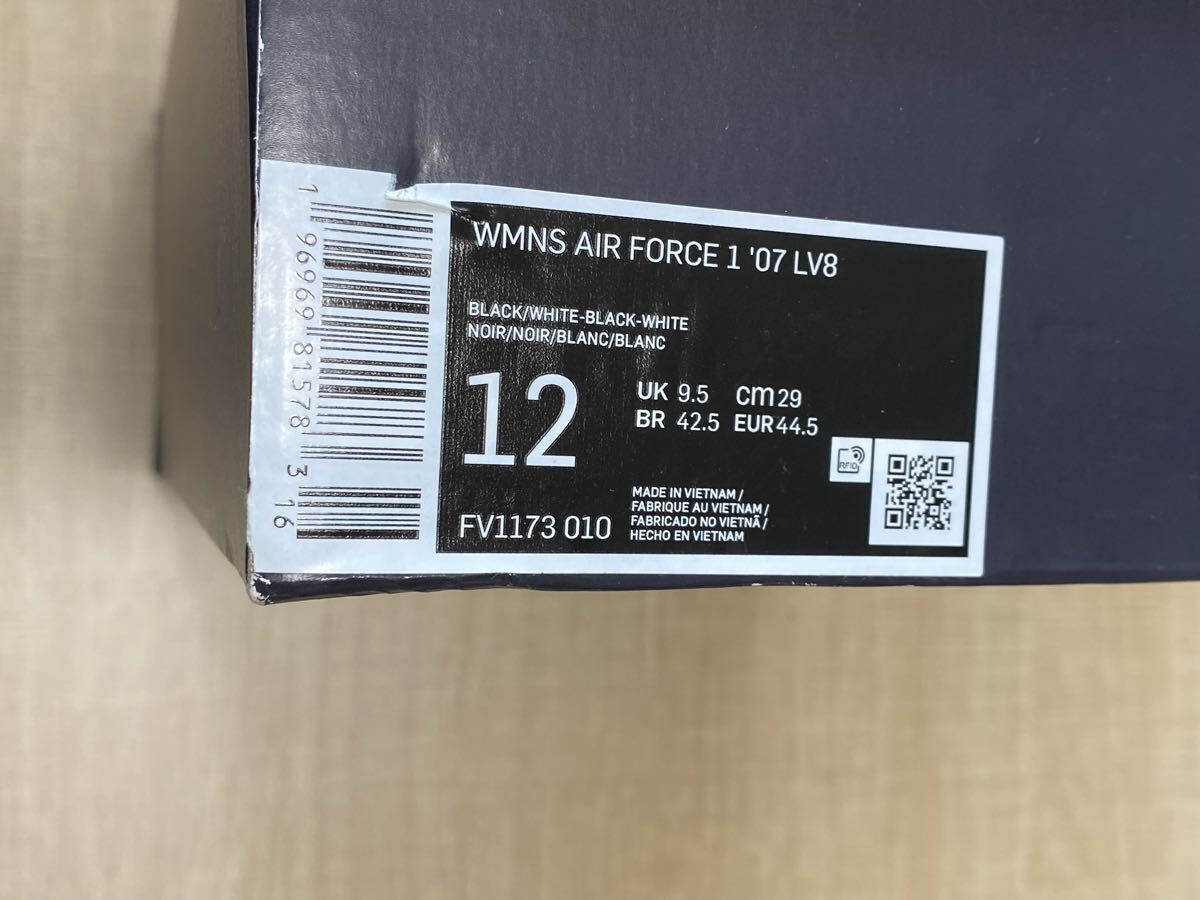 WMNS AIR FORCE 1 '07 LV8
BLACK/WHITE-BLACK-WHITE
NOIR/NOIR/BLANC/BLANC
12
UK 9.5 cm 29
BR 42.5 EUR 44.5
RFID
FV1173 010
MADE IN VIETNAM /
FABRIQUE AU VIETNAM /
FABRICADO NO VIETNÃ /
HECHO EN VIETNAM
1 96969 81578 3 16